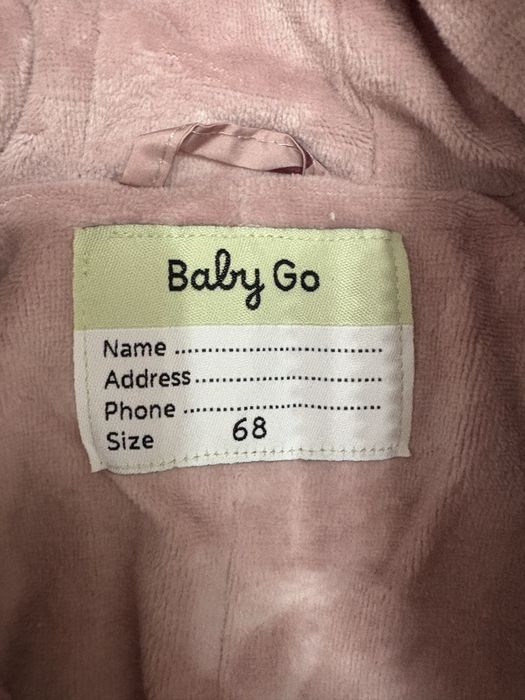 Baby Go
Name ........................................
Address ....................................
Phone ......................................
Size 68